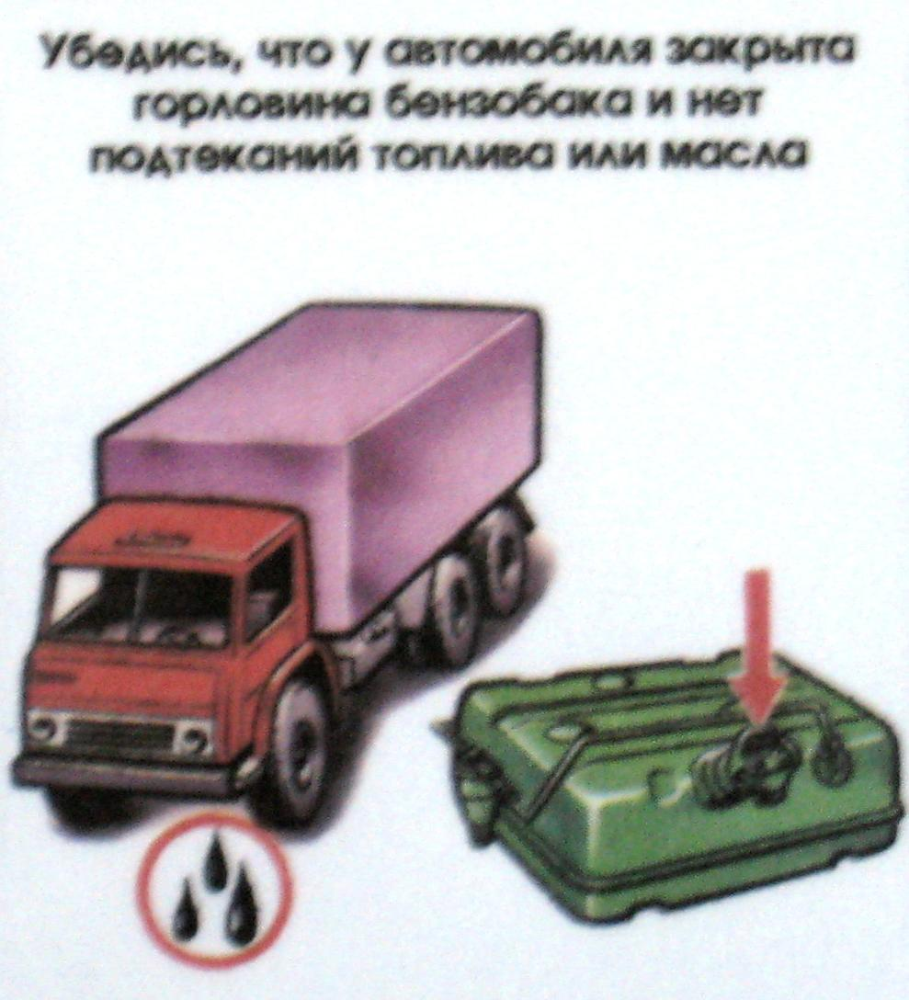 Убедись, что у автомобиля закрыта
горловина бензобака и нет
подтеканий топлива или масла